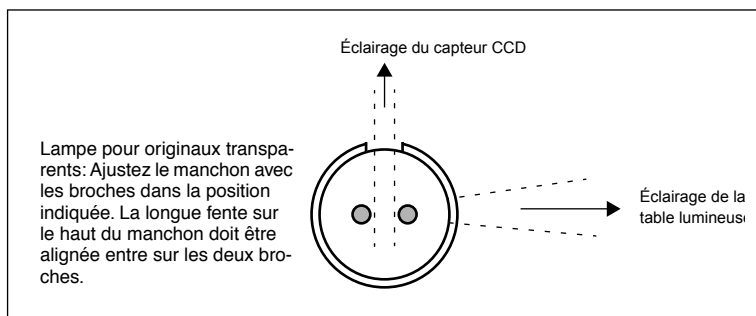 Éclairage du capteur CCD
Lampe pour originaux transpa-
rents: Ajustez le manchon avec
les broches dans la position
indiquée. La longue fente sur
le haut du manchon doit être
alignée entre sur les deux bro-
ches.
Éclairage de la
table lumineuse